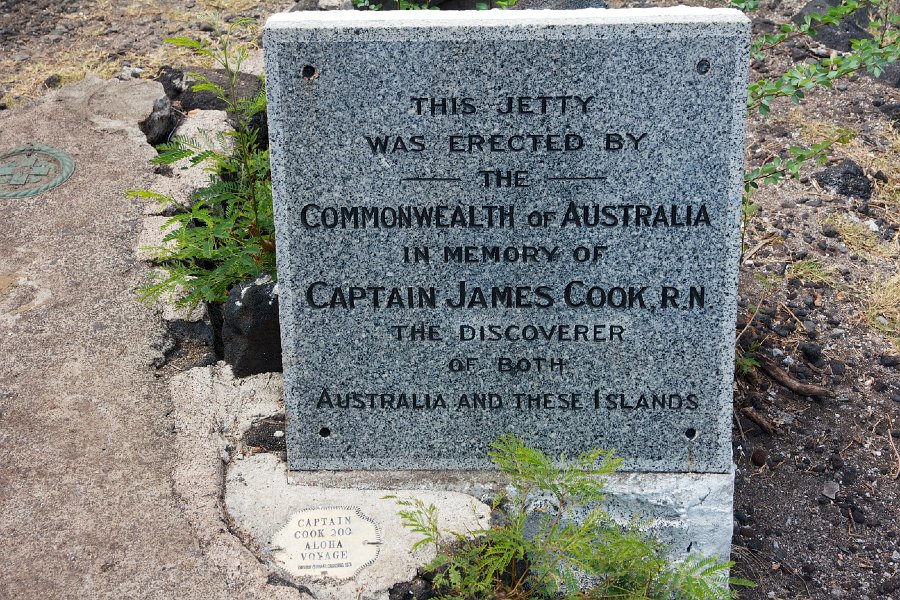 THIS JETTY
WAS ERECTED BY
THE
COMMONWEALTH OF AUSTRALIA
IN MEMORY OF
CAPTAIN JAMES COOK, R.N
THE DISCOVERER
OF BOTH
AUSTRALIA AND THESE ISLANDS
CAPTAIN
COOK 200
ALOHA
VOYAGE